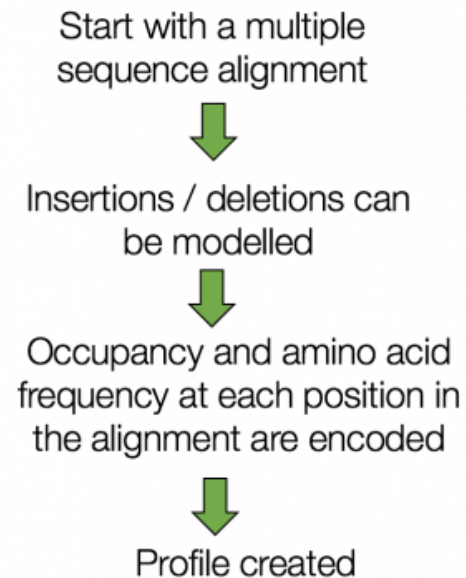 Start with a multiple
sequence alignment
Insertions / deletions can
be modelled
Occupancy and amino acid
frequency at each position in
the alignment are encoded
Profile created